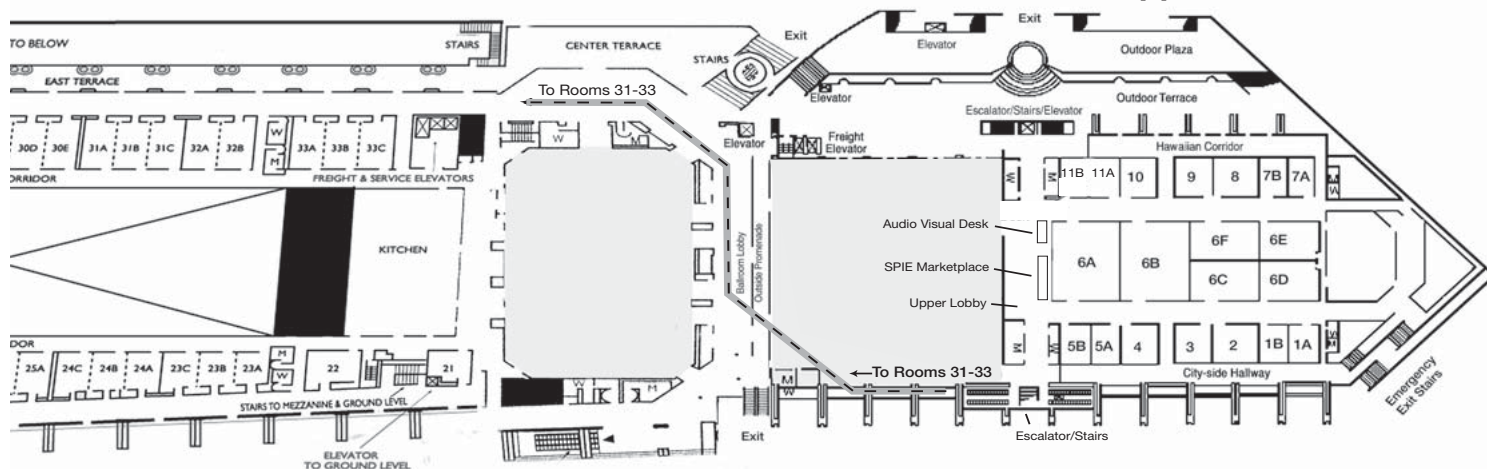 TO BELOW
STAIRS
EAST TERRACE
CENTER TERRACE
Exit
STAIRS
Elevator
Exit
Outdoor Plaza
Elevator
Outdoor Terrace
Escalator/Stairs/Elevator
To Rooms 31-33
Elevator
Freight
Elevator
Hawaiian Corridor
30D
30E
31A
31B
31C
32A
32B
W
M
33A
33B
33C
W
M
FREIGHT & SERVICE ELEVATORS
ORRIDOR
KITCHEN
Ballroom Lobby
Outside Promenade
W
M
11B
11A
10
9
8
7B
7A
M
W
Audio Visual Desk
SPIE Marketplace
Upper Lobby
6A
6B
6F
6E
6C
6D
DOR
25A
24C
24B
24A
23C
23B
23A
M
W
22
21
STAIRS TO MEZZANINE & GROUND LEVEL
ELEVATOR
TO GROUND LEVEL
W
M
M
W
To Rooms 31-33
M
W
5B
5A
4
3
2
1B
1A
M
W
City-side Hallway
Exit
Escalator/Stairs
Emergency
Exit Stairs